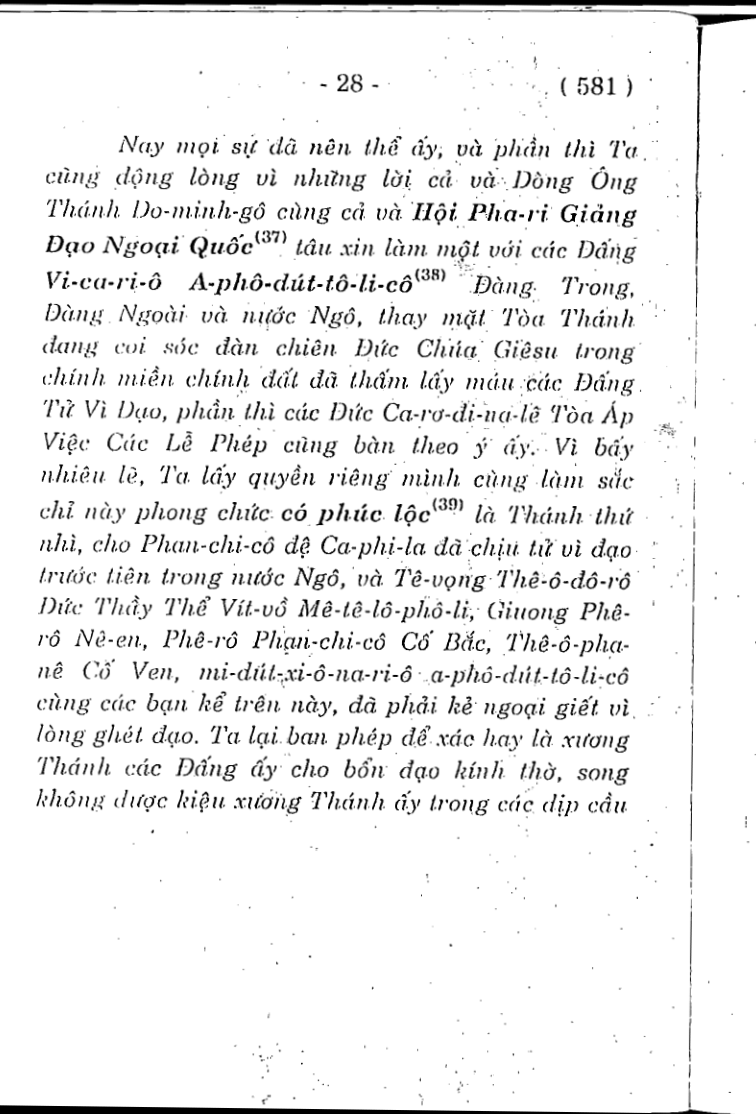 - 28 - ( 581 )
Nay mọi sự đã nên thể ấy, và phần thì Ta
cũng động lòng vì những lời cả và Dòng Ông
Thánh Do-minh-gô cùng cả và Hội Pha-ri Giảng
Đạo Ngoại Quốc(37) tâu xin làm một với các Đấng
Vi-ca-ri-ô A-phô-dút-tô-li-cô(38) Đàng Trong,
Đàng Ngoài và nước Ngô, thay mặt Tòa Thánh
đang coi sóc đàn chiên Đức Chúa Giêsu trong
chính miền chính đất đã thấm lấy máu các Đấng
Tử Vì Đạo, phần thì các Đức Ca-rơ-đi-na-lê Tòa Áp
Việc Các Lễ Phép cũng bàn theo ý ấy. Vì bấy
nhiêu lẽ, Ta lấy quyền riêng mình cùng làm sắc
chỉ này phong chức có phúc lộc(39) là Thánh thứ
nhì, cho Phan-chi-cô đệ Ca-phi-la đã chịu tử vì đạo
trước tiên trong nước Ngô, và Tê-vọng Thê-ô-đô-rô
Đức Thầy Thể Vít-vồ Mê-tê-lô-phô-li, Giuong Phê-
rô Nê-en, Phê-rô Phan-chi-cô Cố Bắc, Thê-ô-pha-
nê Cố Ven, mi-dút-xi-ô-na-ri-ô a-phô-dút-tô-li-cô
cùng các bạn kể trên này, đã phải kẻ ngoại giết vì
lòng ghét đạo. Ta lại ban phép để xác hay là xương
Thánh các Đấng ấy cho bổn đạo kính thờ, song
không được kiệu xương Thánh ấy trong các dịp cầu